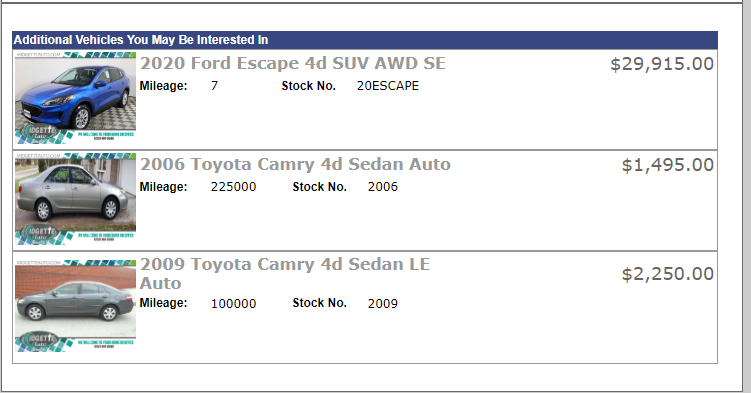 Additional Vehicles You May Be Interested In
2020 Ford Escape 4d SUV AWD SE
$29,915.00
Mileage: 7 Stock No. 20ESCAPE
2006 Toyota Camry 4d Sedan Auto
$1,495.00
Mileage: 225000 Stock No. 2006
2009 Toyota Camry 4d Sedan LE
Auto
$2,250.00
Mileage: 100000 Stock No. 2009